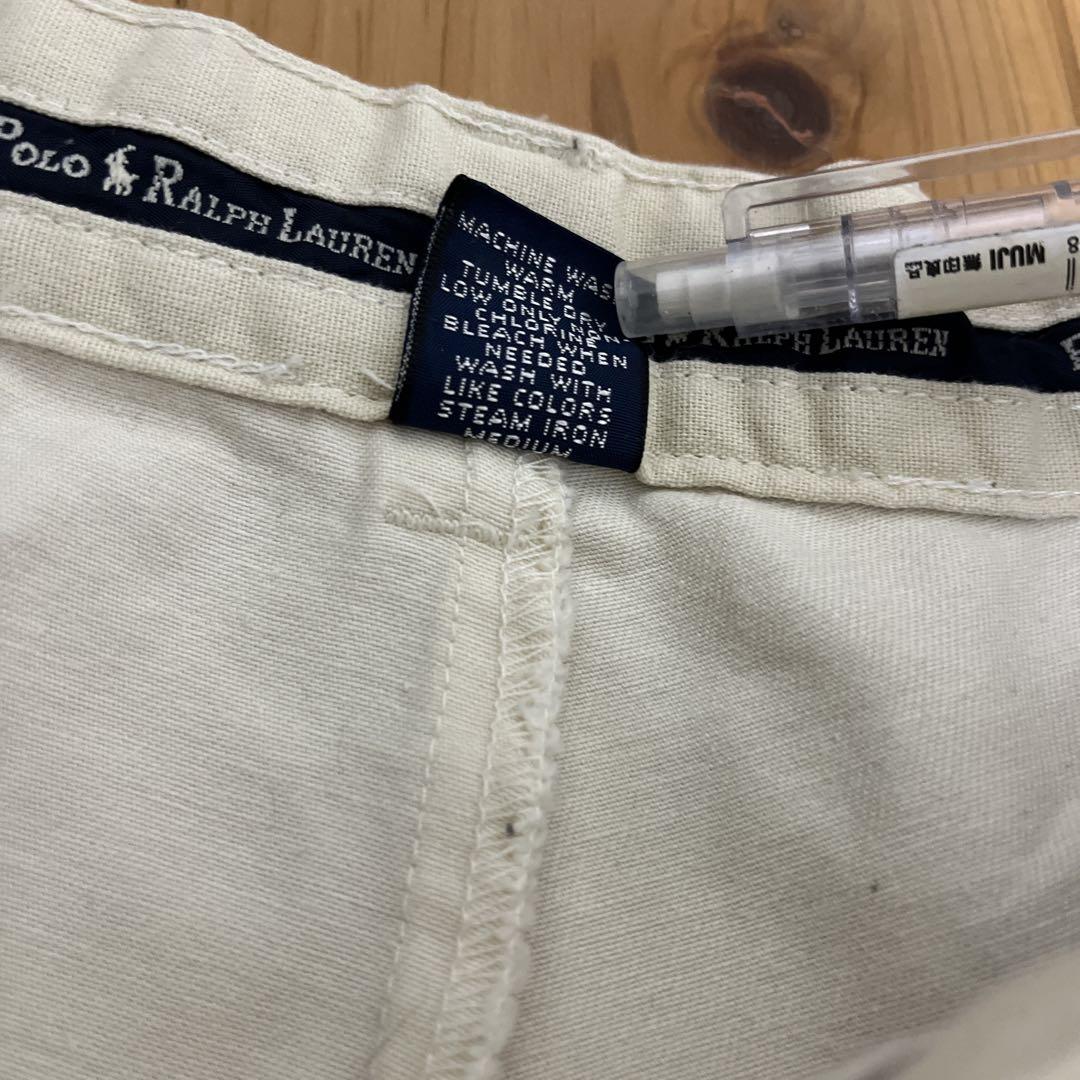 POLO RALPH LAUREN
MACHINE WASH
WARM
TUMBLE DRY
LOW ONLY NON-
CHLORINE
BLEACH WHEN
NEEDED
WASH WITH
LIKE COLORS
STEAM IRON
MEDIUM
MUJI 無印良品
RALPH LAUREN